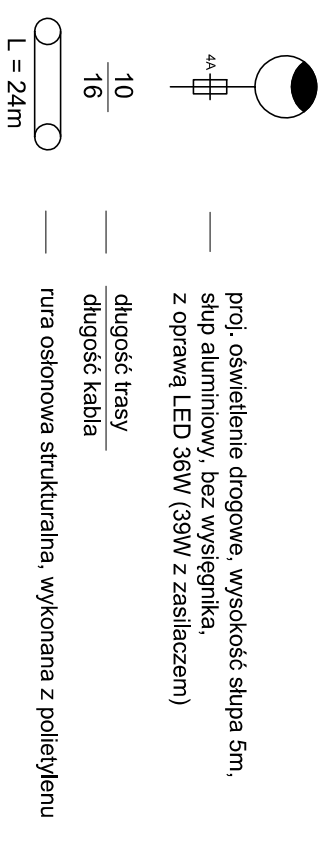 4A
proj. oświetlenie drogowe, wysokość słupa 5m,
słup aluminiowy, bez wysięgnika,
z oprawą LED 36W (39W z zasilaczem)
10
16
długość trasy
długość kabla
L = 24m
rura osłonowa strukturalna, wykonana z polietylenu